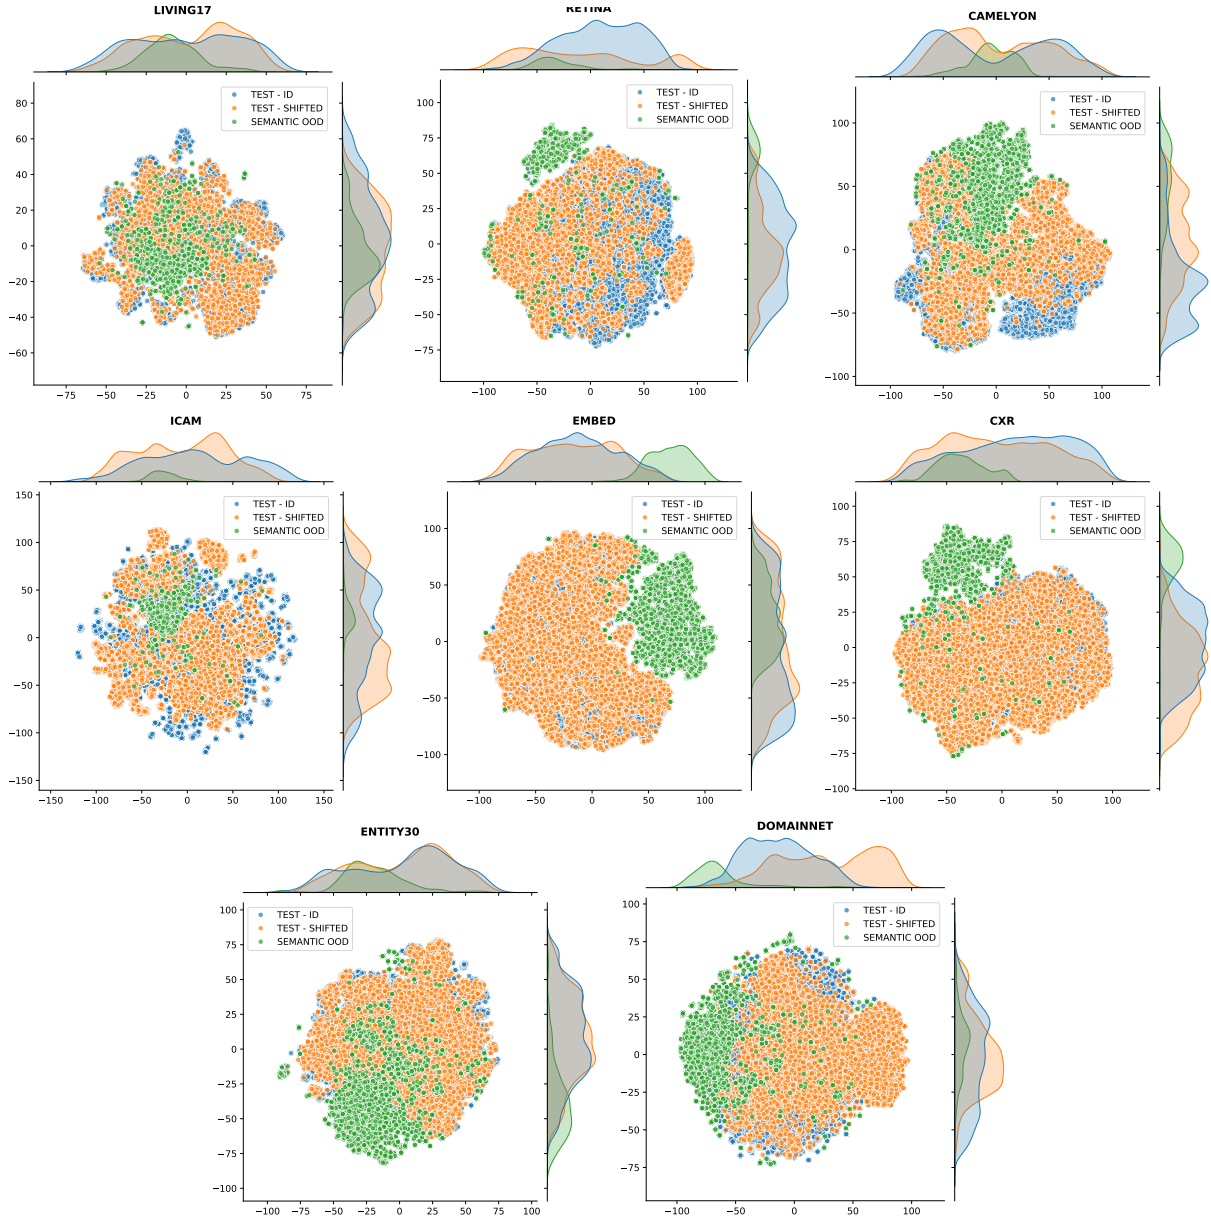 LIVING17
TEST - ID
TEST - SHIFTED
SEMANTIC OOD
80
60
40
20
0
−20
−40
−60
−75 −50 −25 0 25 50 75
RETINA
TEST - ID
TEST - SHIFTED
SEMANTIC OOD
100
75
50
25
0
−25
−50
−75
−100 −50 0 50 100
CAMELYON
TEST - ID
TEST - SHIFTED
SEMANTIC OOD
100
50
0
−50
−100
−100 −50 0 50 100
ICAM
TEST - ID
TEST - SHIFTED
SEMANTIC OOD
150
100
50
0
−50
−100
−150
−150 −100 −50 0 50 100 150
EMBED
TEST - ID
TEST - SHIFTED
SEMANTIC OOD
100
50
0
−50
−100
−100 −50 0 50 100
CXR
TEST - ID
TEST - SHIFTED
SEMANTIC OOD
100
75
50
25
0
−25
−50
−75
−100
−100 −50 0 50 100
ENTITY30
TEST - ID
TEST - SHIFTED
SEMANTIC OOD
100
75
50
25
0
−25
−50
−75
−100
−100 −75 −50 −25 0 25 50 75 100
DOMAINNET
TEST - ID
TEST - SHIFTED
SEMANTIC OOD
100
75
50
25
0
−25
−50
−75
−100 −50 0 50 100